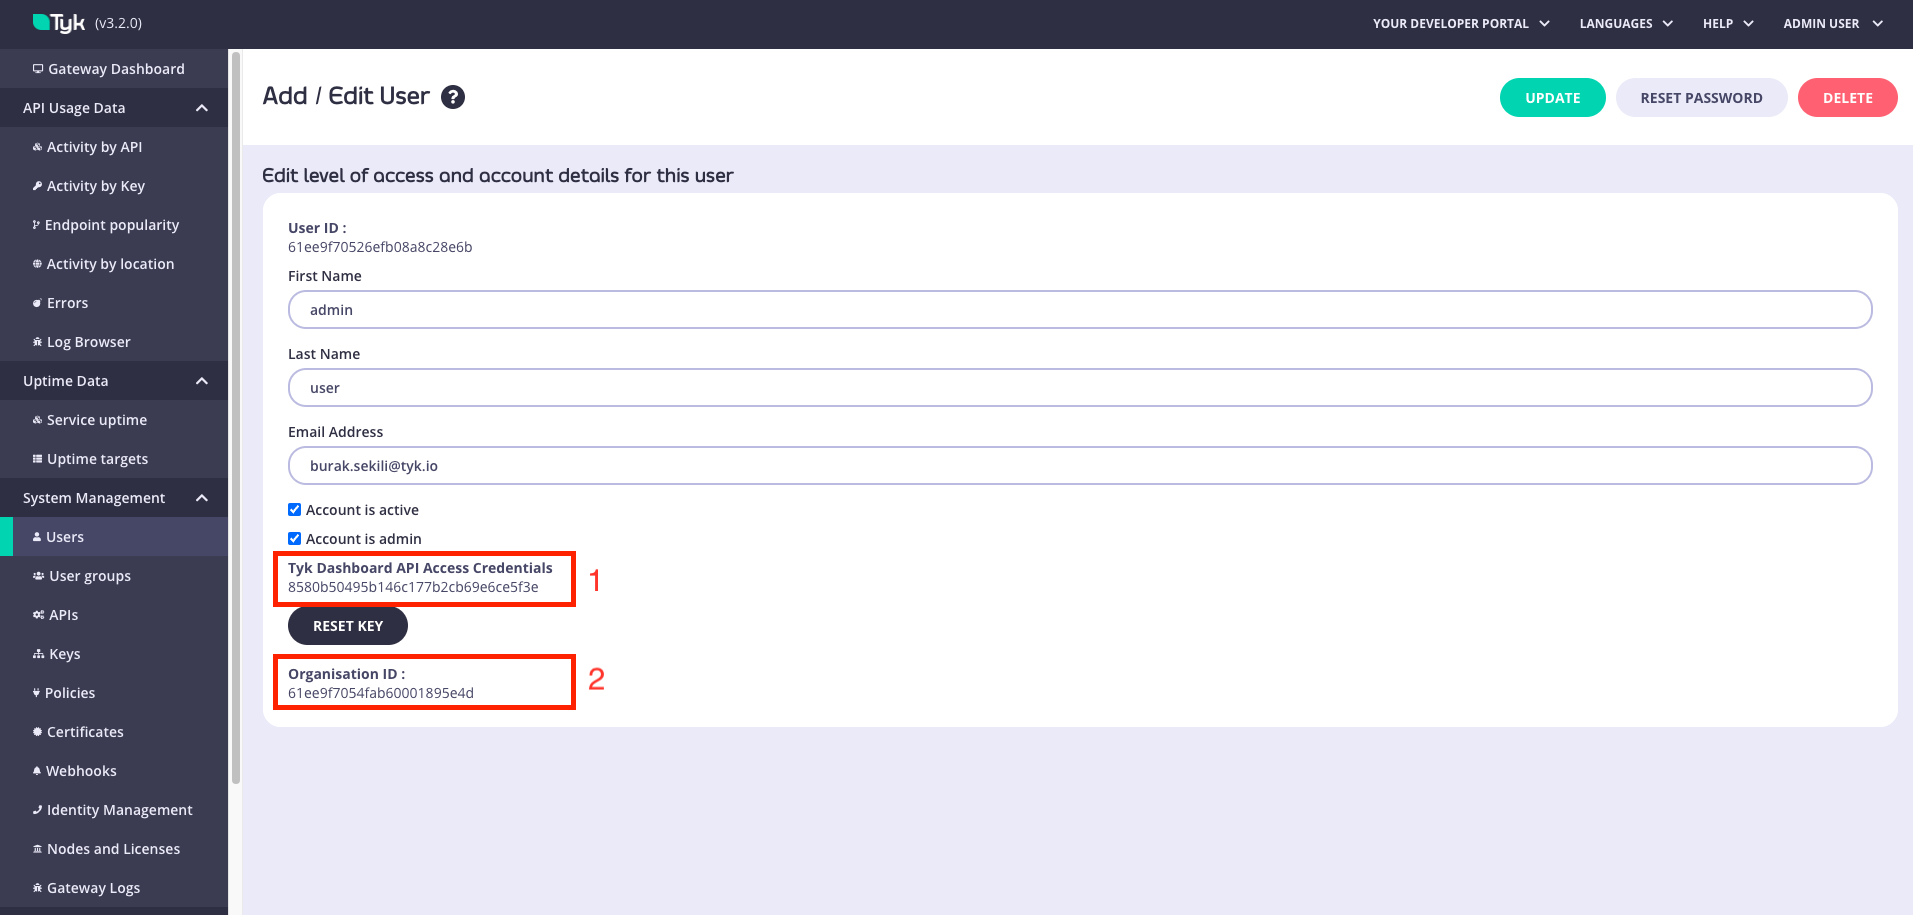 Tyk (v3.2.0)
YOUR DEVELOPER PORTAL
LANGUAGES
HELP
ADMIN USER
Gateway Dashboard
API Usage Data
Activity by API
Activity by Key
Endpoint popularity
Activity by location
Errors
Log Browser
Uptime Data
Service uptime
Uptime targets
System Management
Users
User groups
APIs
Keys
Policies
Certificates
Webhooks
Identity Management
Nodes and Licenses
Gateway Logs
Add / Edit User ?
UPDATE
RESET PASSWORD
DELETE
Edit level of access and account details for this user
User ID :
61ee9f70526efb08a8c28e6b
First Name
admin
Last Name
user
Email Address
burak.sekili@tyk.io
Account is active
Account is admin
Tyk Dashboard API Access Credentials
8580b50495b146c177b2cb69e6ce5f3e
1
RESET KEY
Organisation ID :
61ee9f7054fab60001895e4d
2